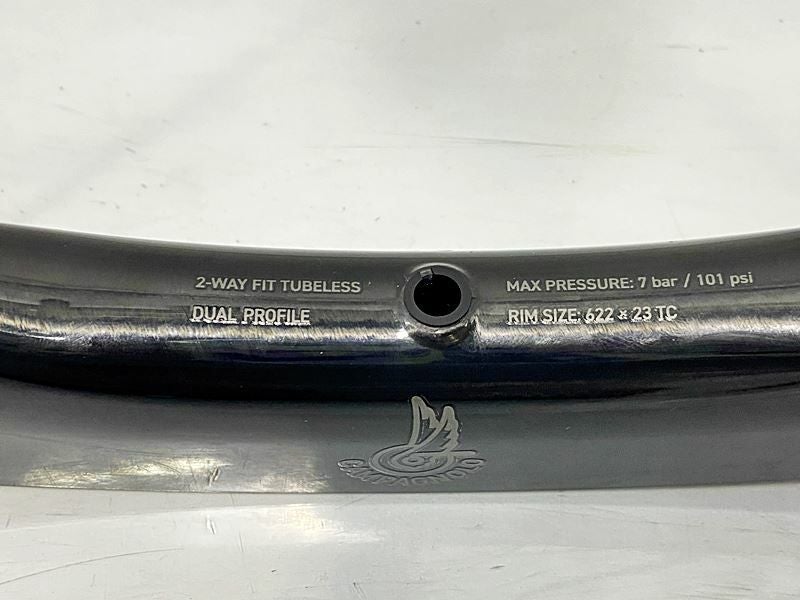 2-WAY FIT TUBELESS
DUAL PROFILE
MAX PRESSURE: 7 bar / 101 psi
RIM SIZE: 622 x 23 TC
CAMPAGNOLO